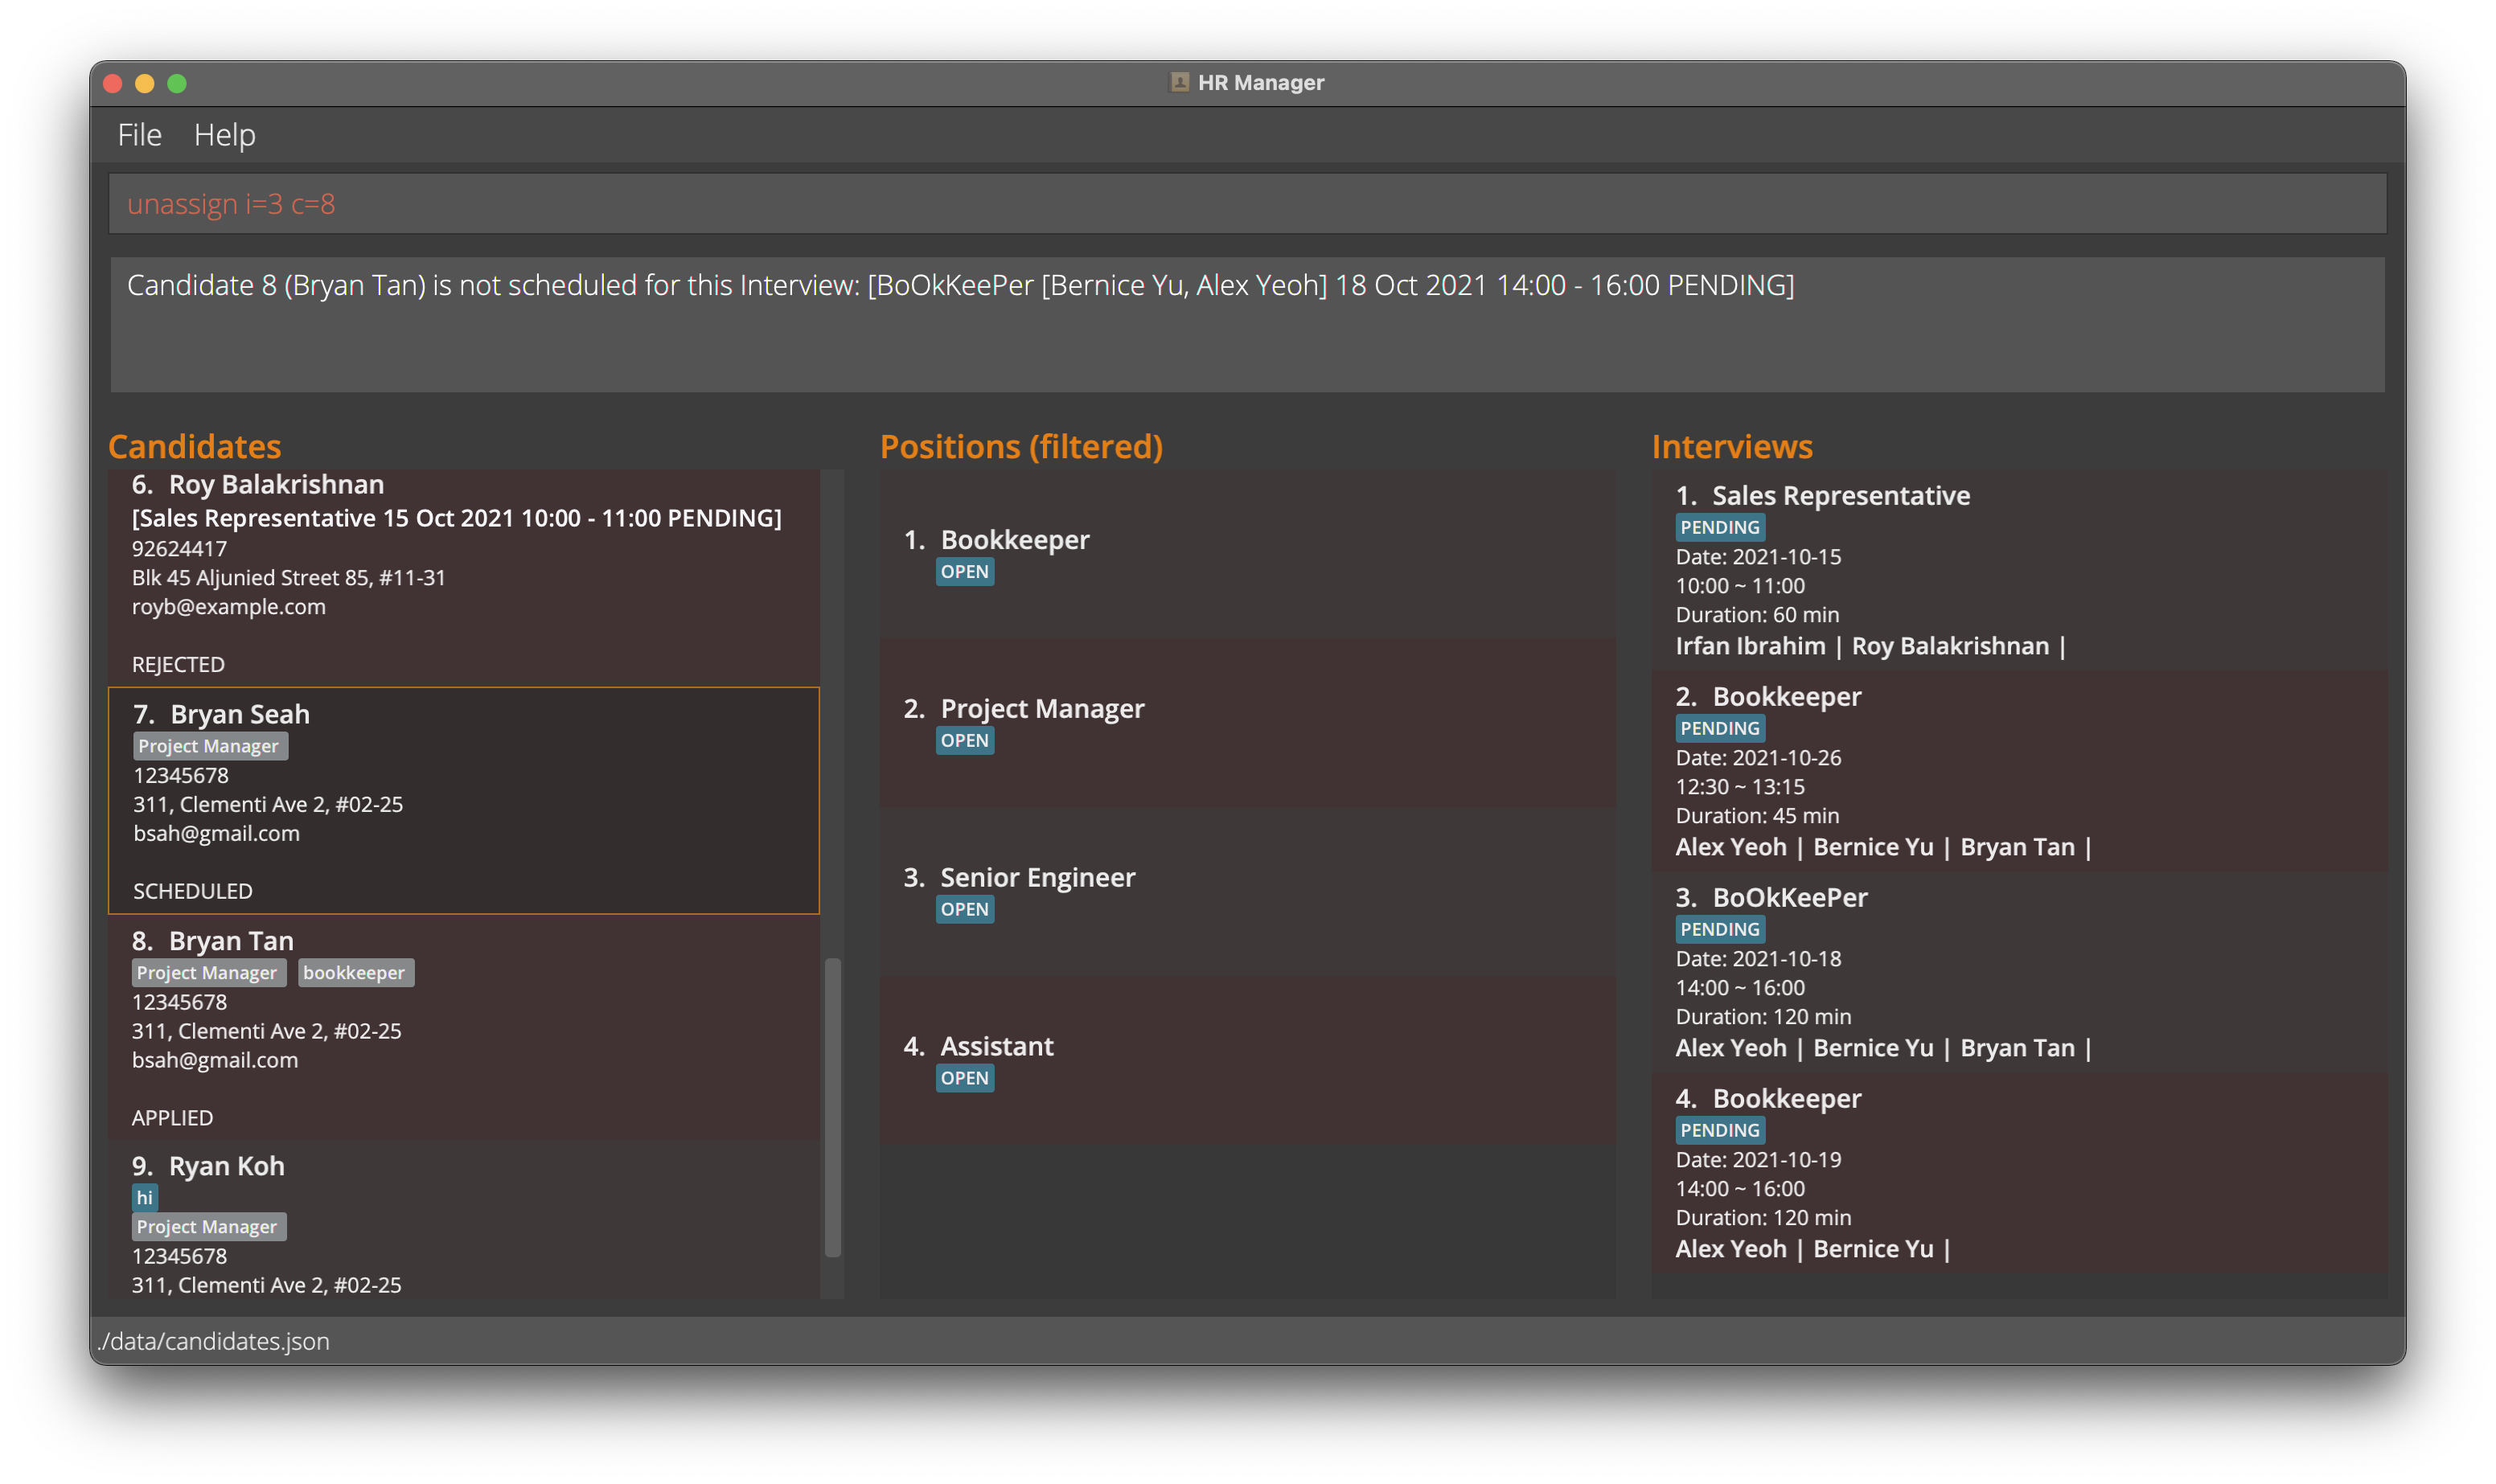 HR Manager
File Help
unassign i=3 c=8
Candidate 8 (Bryan Tan) is not scheduled for this Interview: [BoOkKeePer [Bernice Yu, Alex Yeoh] 18 Oct 2021 14:00 - 16:00 PENDING]
Candidates
6. Roy Balakrishnan
[Sales Representative 15 Oct 2021 10:00 - 11:00 PENDING]
92624417
Blk 45 Aljunied Street 85, #11-31
royb@example.com
REJECTED
7. Bryan Seah
Project Manager
12345678
311, Clementi Ave 2, #02-25
bsah@gmail.com
SCHEDULED
8. Bryan Tan
Project Manager bookkeeper
12345678
311, Clementi Ave 2, #02-25
bsah@gmail.com
APPLIED
9. Ryan Koh
hi
Project Manager
12345678
311, Clementi Ave 2, #02-25
Positions (filtered)
1. Bookkeeper
OPEN
2. Project Manager
OPEN
3. Senior Engineer
OPEN
4. Assistant
OPEN
Interviews
1. Sales Representative
PENDING
Date: 2021-10-15
10:00 ~ 11:00
Duration: 60 min
Irfan Ibrahim | Roy Balakrishnan |
2. Bookkeeper
PENDING
Date: 2021-10-26
12:30 ~ 13:15
Duration: 45 min
Alex Yeoh | Bernice Yu | Bryan Tan |
3. BoOkKeePer
PENDING
Date: 2021-10-18
14:00 ~ 16:00
Duration: 120 min
Alex Yeoh | Bernice Yu | Bryan Tan |
4. Bookkeeper
PENDING
Date: 2021-10-19
14:00 ~ 16:00
Duration: 120 min
Alex Yeoh | Bernice Yu |
./data/candidates.json